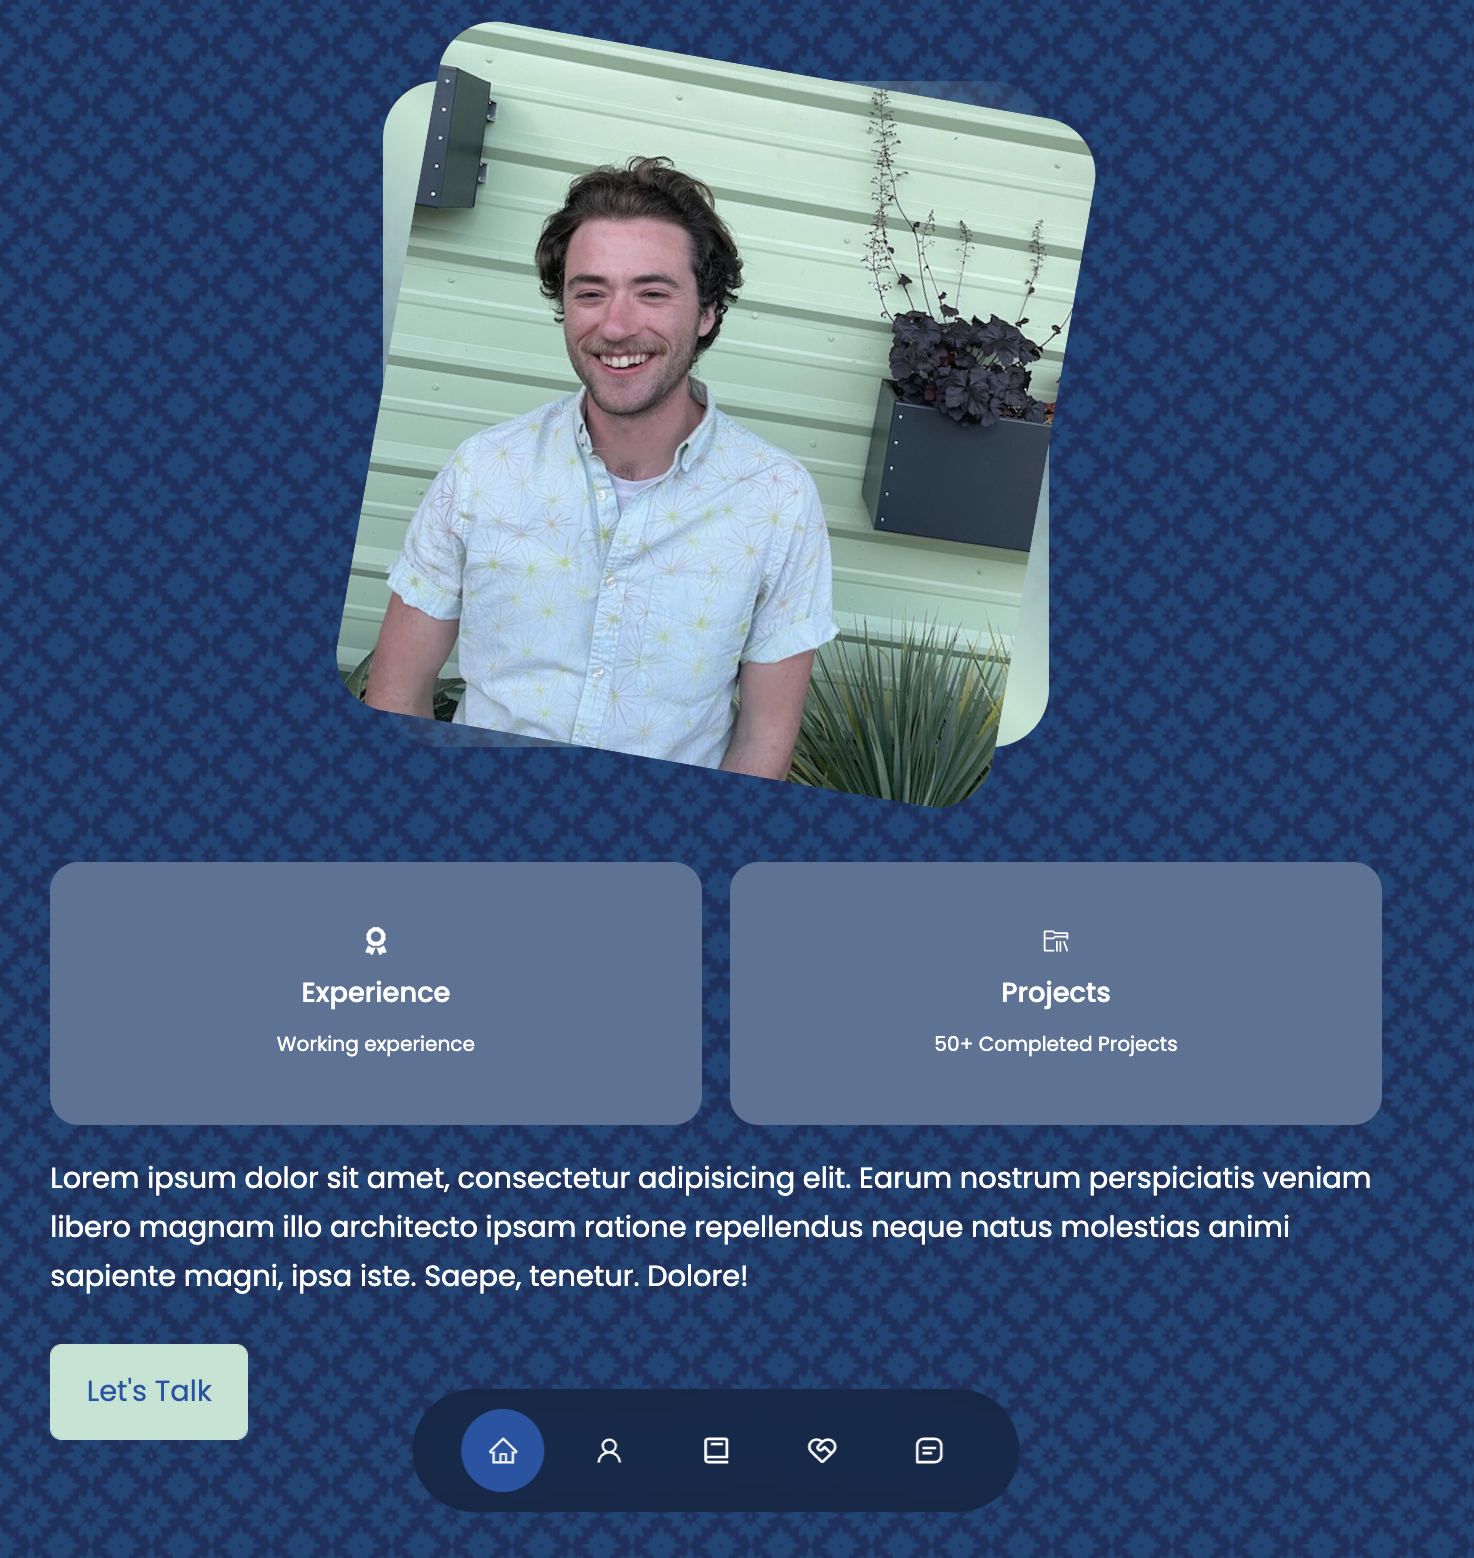 Experience
Working experience
Projects
50+ Completed Projects
Lorem ipsum dolor sit amet, consectetur adipisicing elit. Earum nostrum perspiciatis veniam
libero magnam illo architecto ipsam ratione repellendus neque natus molestias animi
sapiente magni, ipsa iste. Saepe, tenetur. Dolore!
Let's Talk